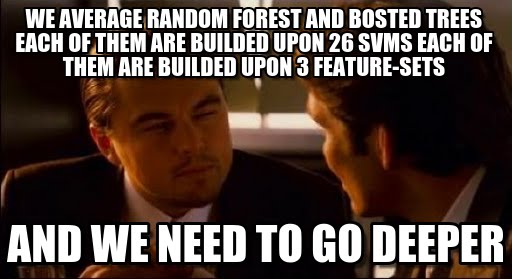 WE AVERAGE RANDOM FOREST AND BOSTED TREES
EACH OF THEM ARE BUILDED UPON 26 SVMS EACH OF
THEM ARE BUILDED UPON 3 FEATURE-SETS
AND WE NEED TO GO DEEPER